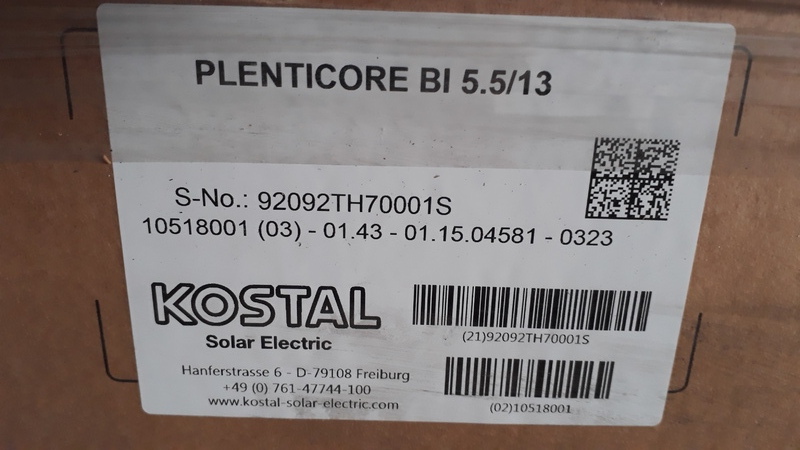 PLENTICORE BI 5.5/13
S-No.: 92092TH70001S
10518001 (03) - 01.43 - 01.15.04581 - 0323
KOSTAL
Solar Electric
Hanferstrasse 6 - D-79108 Freiburg
+49 (0) 761-47744-100
www.kostal-solar-electric.com
(21)92092TH70001S
(02)10518001